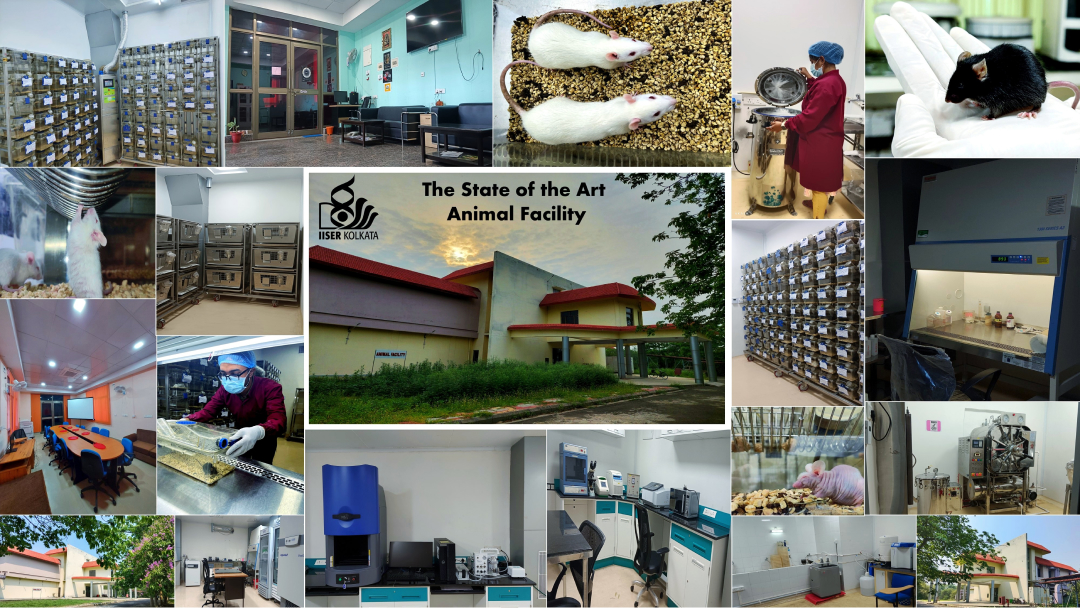 The State of the Art
Animal Facility
IISER KOLKATA
ANIMAL FACILITY